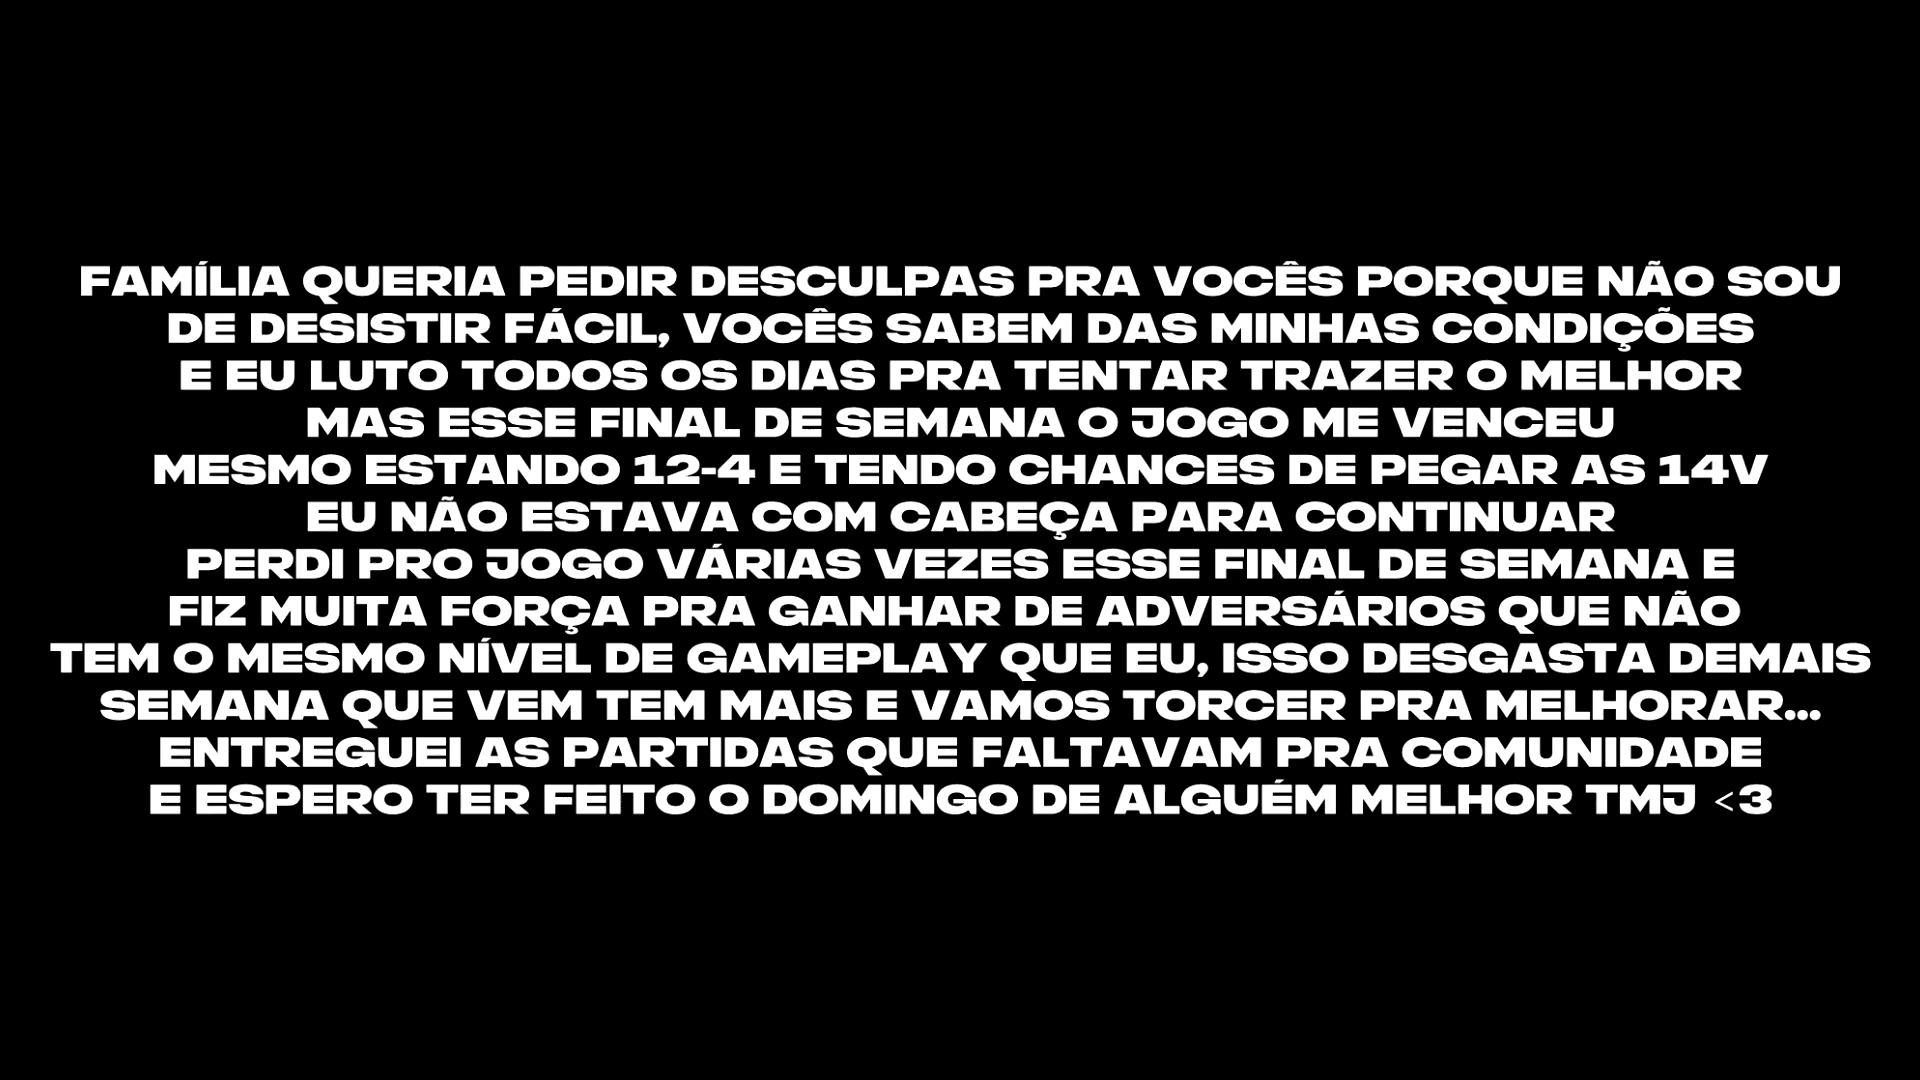 FAMÍLIA QUERIA PEDIR DESCULPAS PRA VOCÊS PORQUE NÃO SOU
DE DESISTIR FÁCIL, VOCÊS SABEM DAS MINHAS CONDIÇÕES
E EU LUTO TODOS OS DIAS PRA TENTAR TRAZER O MELHOR
MAS ESSE FINAL DE SEMANA O JOGO ME VENCEU
MESMO ESTANDO 12-4 E TENDO CHANCES DE PEGAR AS 14V
EU NÃO ESTAVA COM CABEÇA PARA CONTINUAR
PERDI PRO JOGO VÁRIAS VEZES ESSE FINAL DE SEMANA E
FIZ MUITA FORÇA PRA GANHAR DE ADVERSÁRIOS QUE NÃO
TEM O MESMO NÍVEL DE GAMEPLAY QUE EU, ISSO DESGASTA DEMAIS
SEMANA QUE VEM TEM MAIS E VAMOS TORCER PRA MELHORAR...
ENTREGUEI AS PARTIDAS QUE FALTAVAM PRA COMUNIDADE
E ESPERO TER FEITO O DOMINGO DE ALGUÉM MELHOR TMJ <3